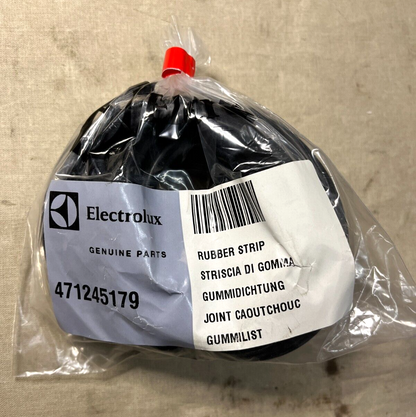 Electrolux
GENUINE PARTS
471245179
RUBBER STRIP
STRISCIA DI GOMMA
GUMMIDICHTUNG
JOINT CAOUTCHOUC
GUMMILIST